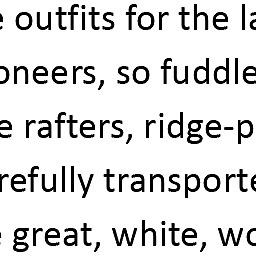 e outfits for the la
oneers, so fuddle
e rafters, ridge-p
refully transporte
e great, white, wo